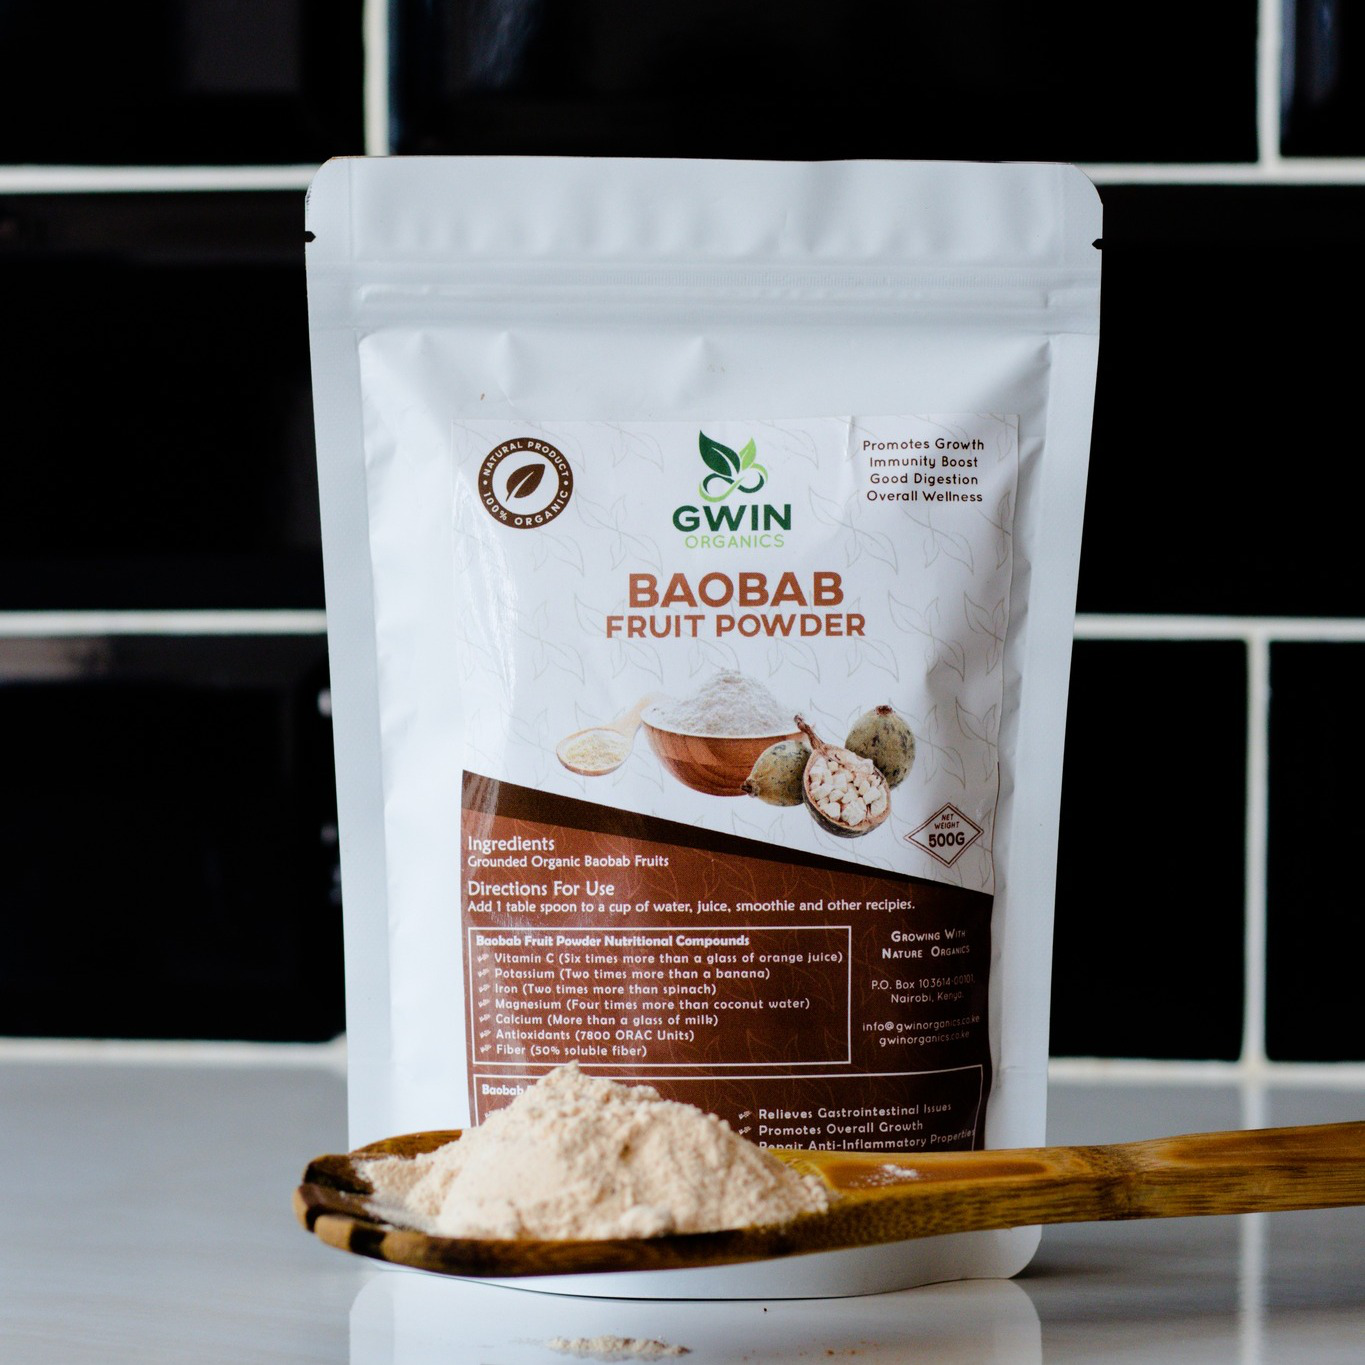 NATURAL PRODUCT
100% ORGANIC
GWIN
ORGANICS
Promotes Growth
Immunity Boost
Good Digestion
Overall Wellness
BAOBAB
FRUIT POWDER
NET
WEIGHT
500G
Ingredients
Grounded Organic Baobab Fruits
Directions For Use
Add 1 table spoon to a cup of water, juice, smoothie and other recipies.
Baobab Fruit Powder Nutritional Compounds
Vitamin C (Six times more than a glass of orange juice)
Potassium (Two times more than a banana)
Iron (Two times more than spinach)
Magnesium (Four times more than coconut water)
Calcium (More than a glass of milk)
Antioxidants (7800 ORAC Units)
Fiber (50% soluble fiber)
Growing With
Nature Organics
P.O. Box 103614-00101,
Nairobi, Kenya.
info@gwinorganics.co.ke
gwinorganics.co.ke
Baobab
Relieves Gastrointestinal Issues
Promotes Overall Growth
Repair Anti-Inflammatory Properties